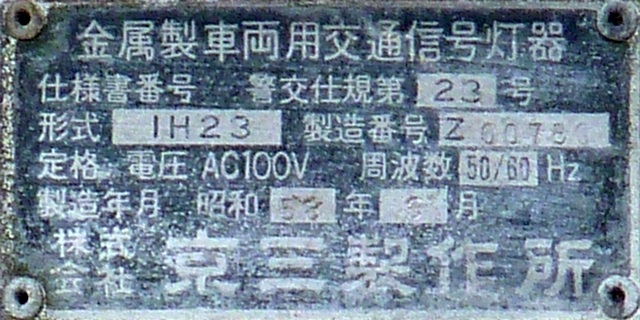 金属製車両用交通信号灯器
仕様書番号 警交仕規第 23 号
形式 1H23 製造番号 Z
定格 電圧 AC100V 周波数 50/60 Hz
製造年月 昭和 年 月
株式会社 京三製作所